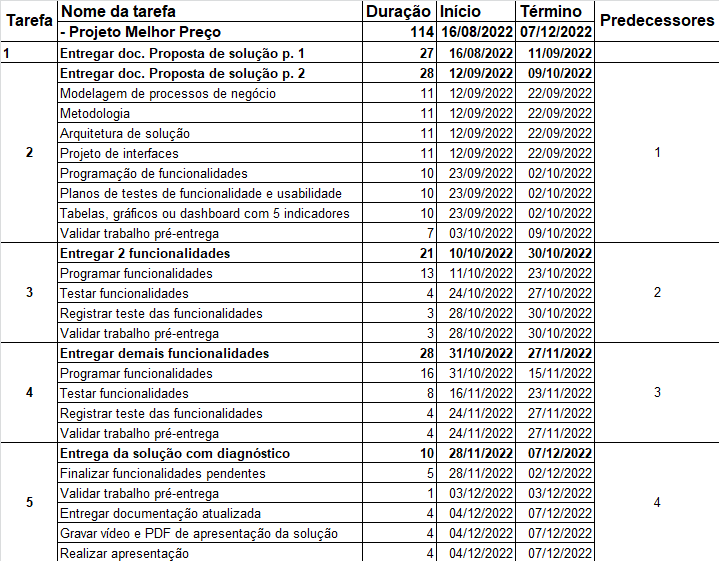 Tarefa Nome da tarefa Duração Início Término Predecessores
- Projeto Melhor Preço 114 16/08/2022 07/12/2022
1 Entregar doc. Proposta de solução p. 1 27 16/08/2022 11/09/2022
Entregar doc. Proposta de solução p. 2 28 12/09/2022 09/10/2022
Modelagem de processos de negócio 11 12/09/2022 22/09/2022
Metodologia 11 12/09/2022 22/09/2022
Arquitetura de solução 11 12/09/2022 22/09/2022
2 Projeto de interfaces 11 12/09/2022 22/09/2022 1
Programação de funcionalidades 10 23/09/2022 02/10/2022
Planos de testes de funcionalidade e usabilidade 10 23/09/2022 02/10/2022
Tabelas, gráficos ou dashboard com 5 indicadores 10 23/09/2022 02/10/2022
Validar trabalho pré-entrega 7 03/10/2022 09/10/2022
Entregar 2 funcionalidades 21 10/10/2022 30/10/2022
Programar funcionalidades 13 11/10/2022 23/10/2022
3 Testar funcionalidades 4 24/10/2022 27/10/2022 2
Registrar teste das funcionalidades 3 28/10/2022 30/10/2022
Validar trabalho pré-entrega 3 28/10/2022 30/10/2022
Entregar demais funcionalidades 28 31/10/2022 27/11/2022
Programar funcionalidades 16 31/10/2022 15/11/2022
4 Testar funcionalidades 8 16/11/2022 23/11/2022 3
Registrar teste das funcionalidades 4 24/11/2022 27/11/2022
Validar trabalho pré-entrega 4 24/11/2022 27/11/2022
Entrega da solução com diagnóstico 10 28/11/2022 07/12/2022
Finalizar funcionalidades pendentes 5 28/11/2022 02/12/2022
5 Validar trabalho pré-entrega 1 03/12/2022 03/12/2022 4
Entregar documentação atualizada 4 04/12/2022 07/12/2022
Gravar vídeo e PDF de apresentação da solução 4 04/12/2022 07/12/2022
Realizar apresentação 4 04/12/2022 07/12/2022